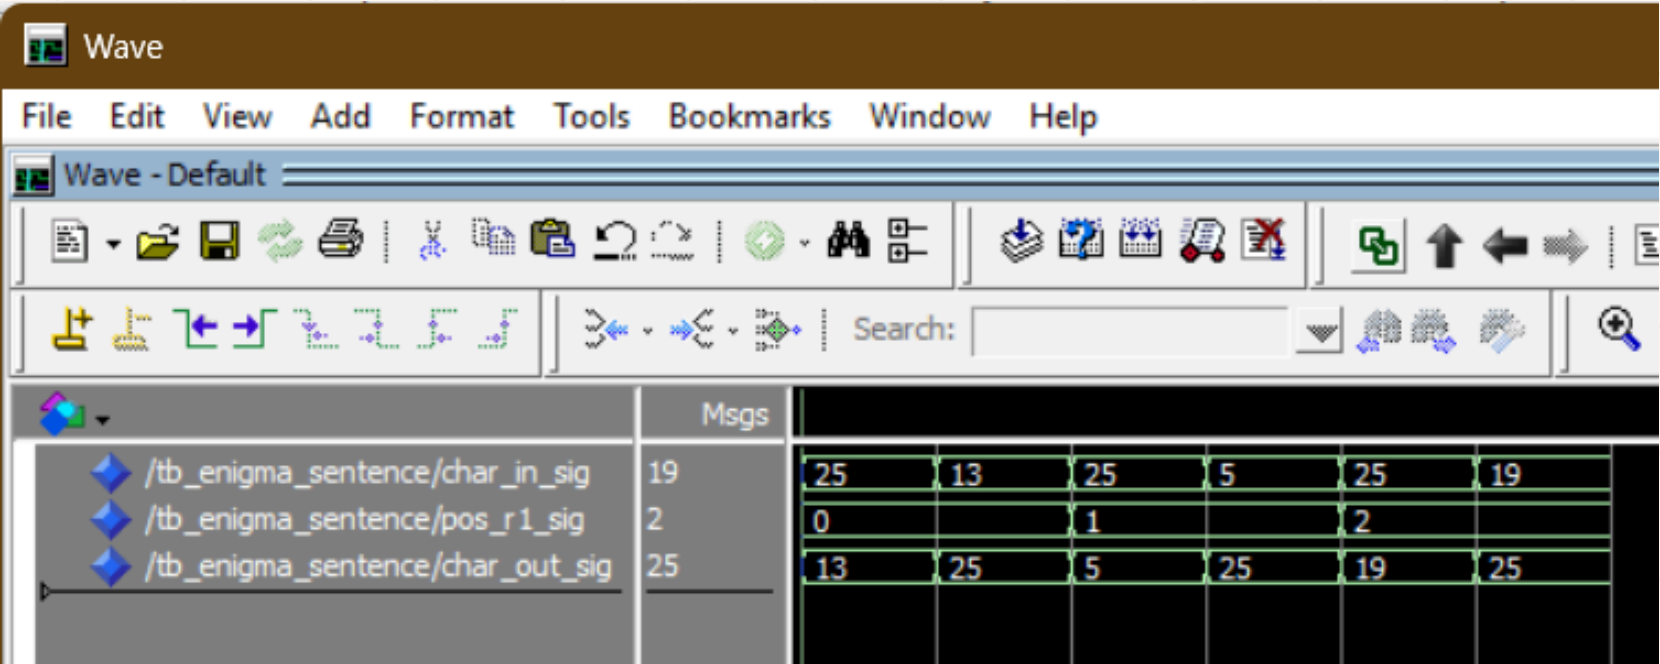 Wave
File Edit View Add Format Tools Bookmarks Window Help
Wave - Default
Search:
Msgs
/tb_enigma_sentence/char_in_sig 19 25 13 25 5 25 19
/tb_enigma_sentence/pos_r1_sig 2 0 1 2
/tb_enigma_sentence/char_out_sig 25 13 25 5 25 19 25